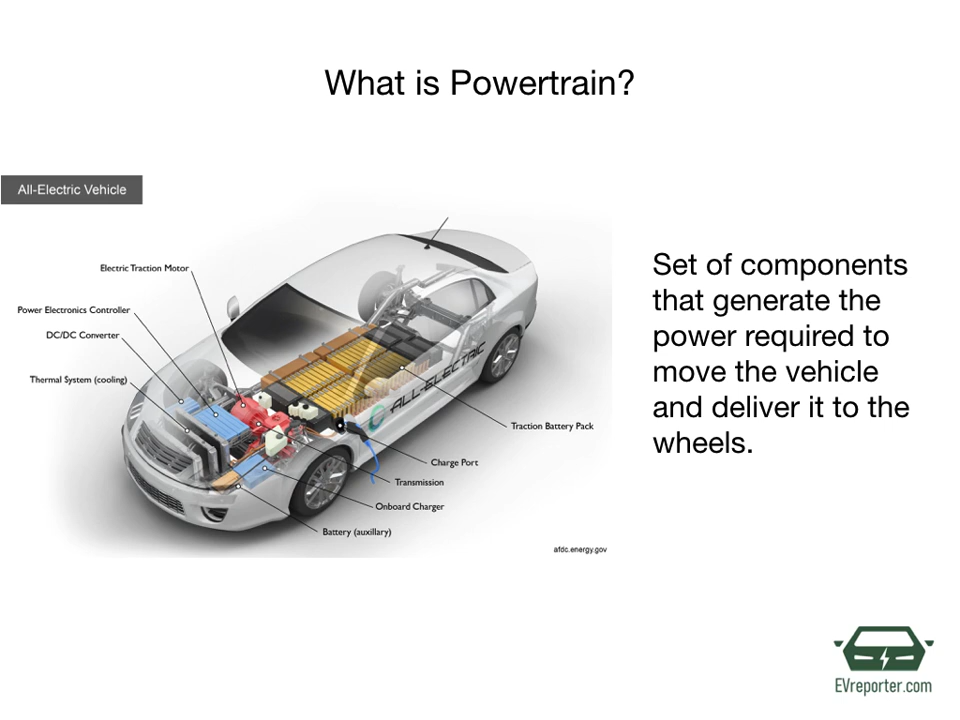 What is Powertrain?
All-Electric Vehicle
Electric Traction Motor
Power Electronics Controller
DC/DC Converter
Thermal System (cooling)
ALL-ELECTRIC
Traction Battery Pack
Charge Port
Transmission
Onboard Charger
Battery (auxillary)
afdc.energy.gov
Set of components
that generate the
power required to
move the vehicle
and deliver it to the
wheels.
EVreporter.com